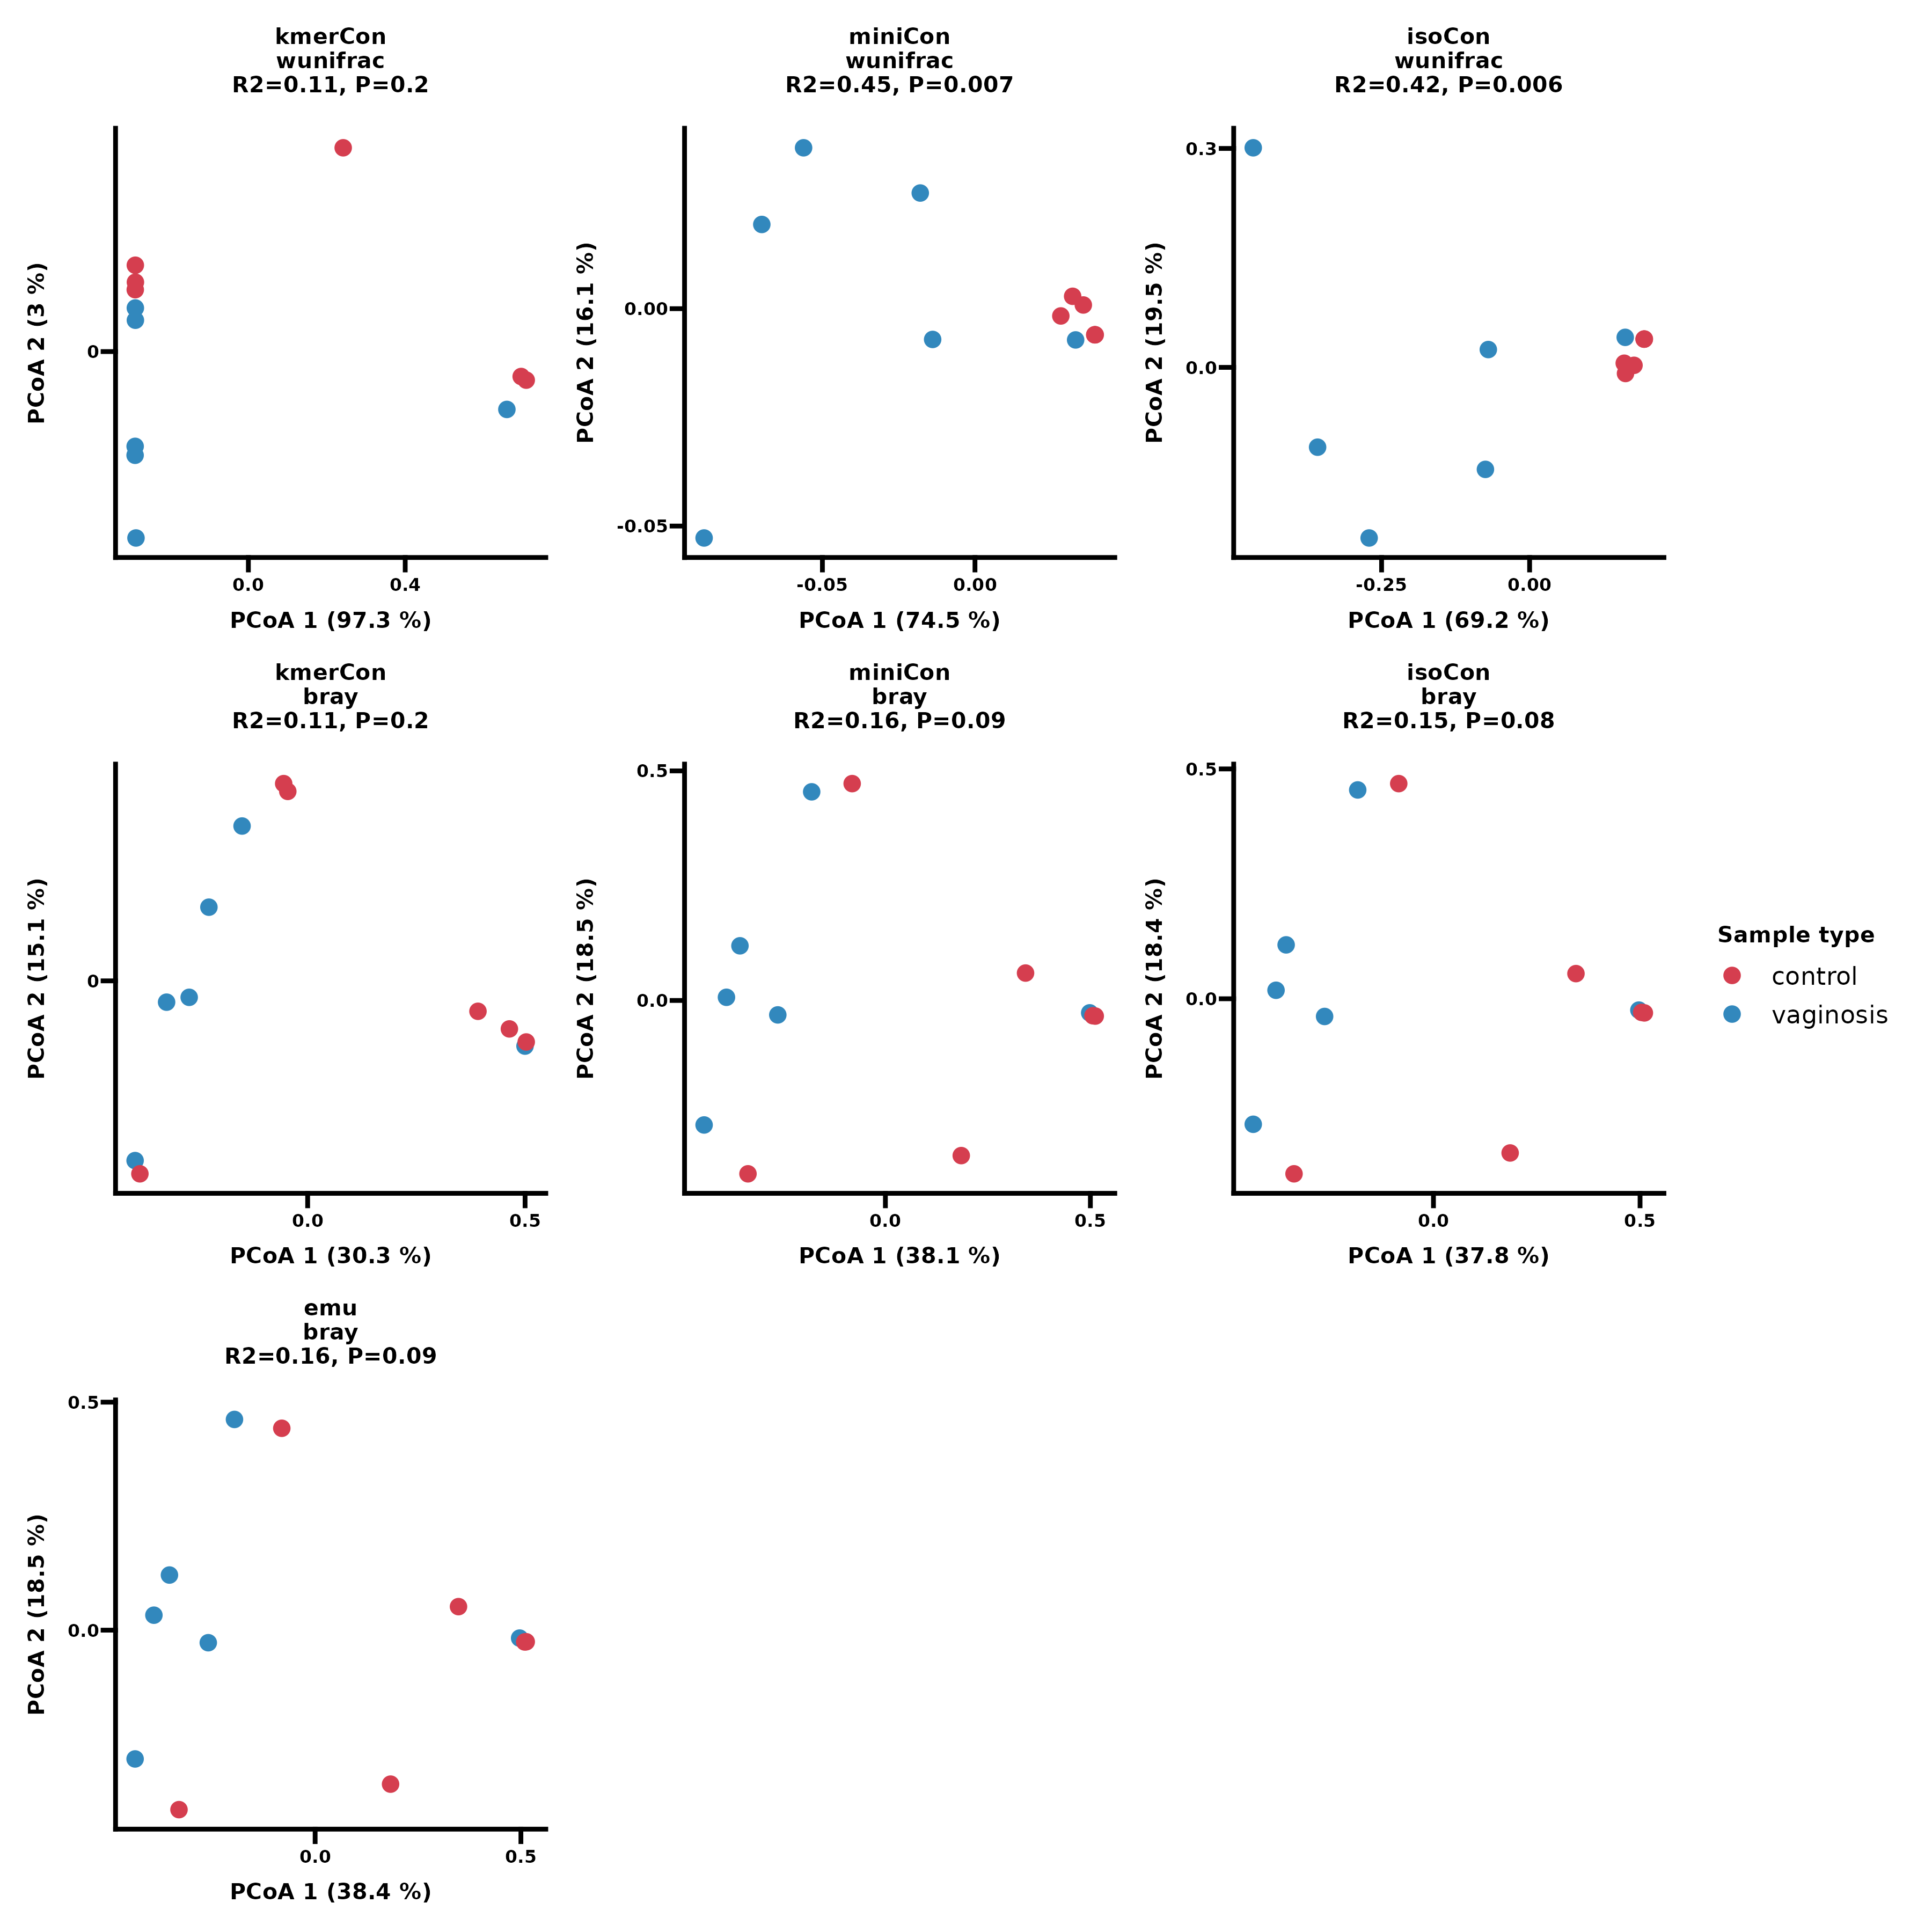 kmerCon
wunifrac
R2=0.11, P=0.2
PCoA 2 (3 %)
0
0.0
0.4
PCoA 1 (97.3 %)
miniCon
wunifrac
R2=0.45, P=0.007
PCoA 2 (16.1 %)
0.00
-0.05
-0.05
0.00
PCoA 1 (74.5 %)
isoCon
wunifrac
R2=0.42, P=0.006
PCoA 2 (19.5 %)
0.3
0.0
-0.25
0.00
PCoA 1 (69.2 %)
kmerCon
bray
R2=0.11, P=0.2
PCoA 2 (15.1 %)
0
0.0
0.5
PCoA 1 (30.3 %)
miniCon
bray
R2=0.16, P=0.09
PCoA 2 (18.5 %)
0.5
0.0
0.0
0.5
PCoA 1 (38.1 %)
isoCon
bray
R2=0.15, P=0.08
PCoA 2 (18.4 %)
0.5
0.0
0.0
0.5
PCoA 1 (37.8 %)
Sample type
control
vaginosis
emu
bray
R2=0.16, P=0.09
PCoA 2 (18.5 %)
0.5
0.0
0.0
0.5
PCoA 1 (38.4 %)